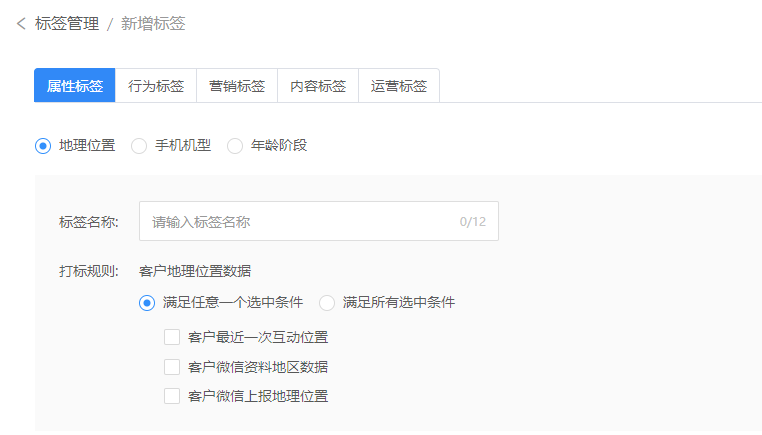 标签管理 / 新增标签
属性标签 行为标签 营销标签 内容标签 运营标签
地理位置 手机机型 年龄阶段
标签名称: 请输入标签名称 0/12
打标规则: 客户地理位置数据
满足任意一个选中条件 满足所有选中条件
客户最近一次互动位置
客户微信资料地区数据
客户微信上报地理位置